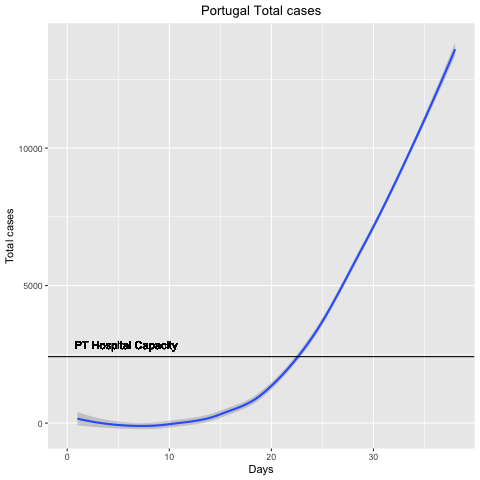 Portugal Total cases
Total cases
10000
5000
0
PT Hospital Capacity
0 10 20 30
Days